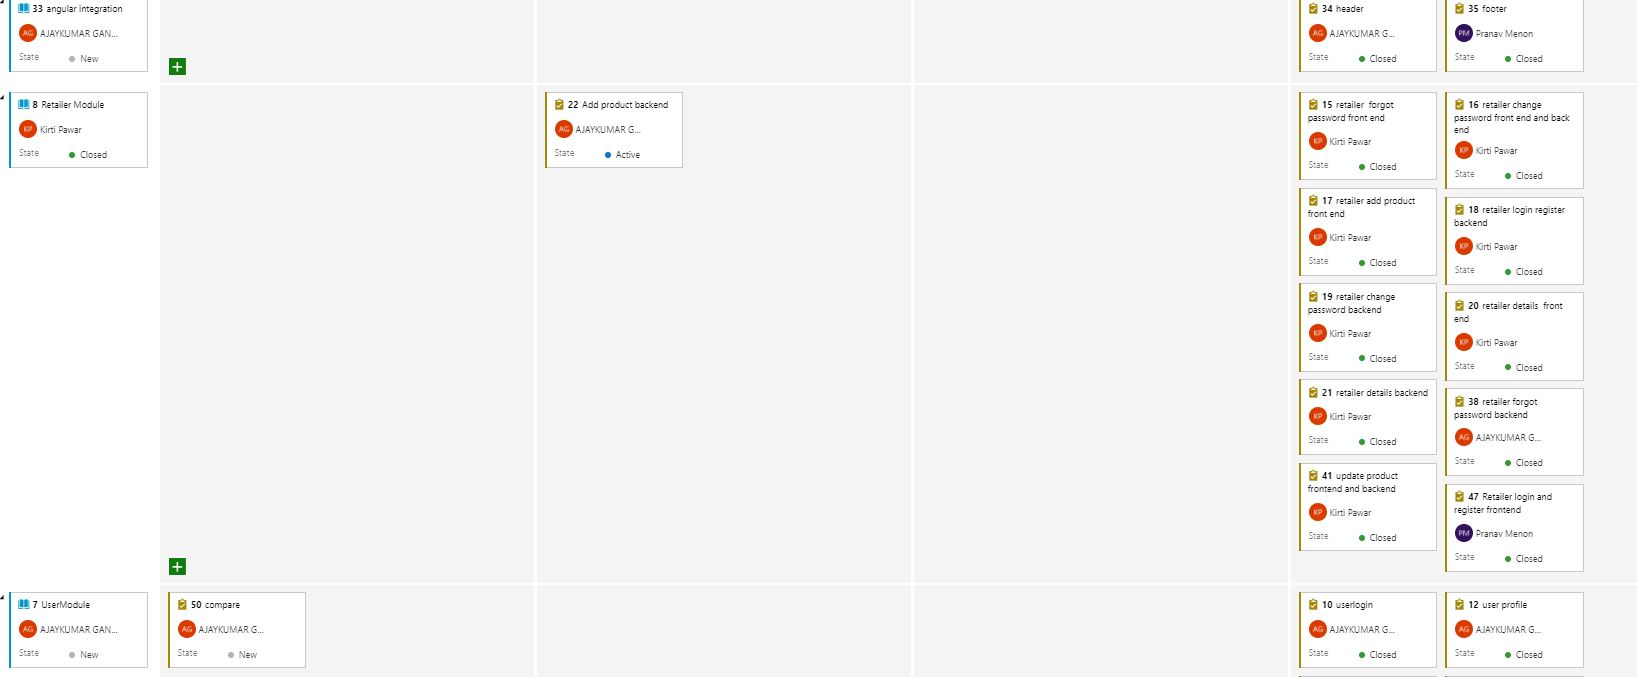 33 angular integration
AG AJAYKUMAR GAN...
State New
34 header
AG AJAYKUMAR G...
State Closed
35 footer
PM Pranav Menon
State Closed
8 Retailer Module
KP Kirti Pawar
State Closed
22 Add product backend
AG AJAYKUMAR G...
State Active
15 retailer forgot
password front end
KP Kirti Pawar
State Closed
16 retailer change
password front end and back
end
KP Kirti Pawar
State Closed
17 retailer add product
front end
KP Kirti Pawar
State Closed
18 retailer login register
backend
KP Kirti Pawar
State Closed
19 retailer change
password backend
KP Kirti Pawar
State Closed
20 retailer details front
end
KP Kirti Pawar
State Closed
21 retailer details backend
KP Kirti Pawar
State Closed
38 retailer forgot
password backend
AG AJAYKUMAR G...
State Closed
41 update product
frontend and backend
KP Kirti Pawar
State Closed
47 Retailer login and
register frontend
PM Pranav Menon
State Closed
7 UserModule
AG AJAYKUMAR GAN...
State New
50 compare
AG AJAYKUMAR G...
State New
10 userlogin
AG AJAYKUMAR G...
State Closed
12 user profile
AG AJAYKUMAR G...
State Closed